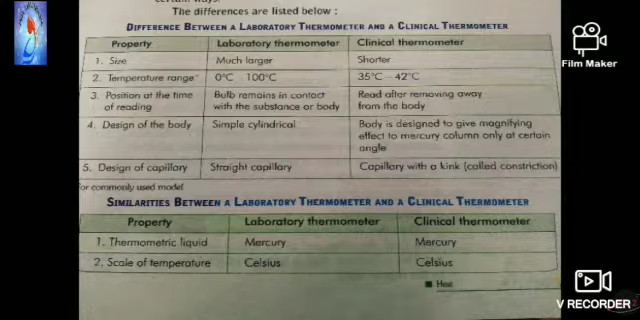 The differences are listed below :
DIFFERENCE BETWEEN A LABORATORY THERMOMETER AND A CLINICAL THERMOMETER
Property Laboratory thermometer Clinical thermometer
1. Size Much larger Shorter
2. Temperature range* 0°C – 100°C 35°C – 42°C
3. Position at the time Bulb remains in contact Read after removing away
of reading with the substance or body from the body
4. Design of the body Simple cylindrical Body is designed to give magnifying
effect to mercury column only at certain
angle
5. Design of capillary Straight capillary Capillary with a kink (called constriction)
for commonly used model
SIMILARITIES BETWEEN A LABORATORY THERMOMETER AND A CLINICAL THERMOMETER
Property Laboratory thermometer Clinical thermometer
1. Thermometric liquid Mercury Mercury
2. Scale of temperature Celsius Celsius
Heat
Film Maker
V RECORDER